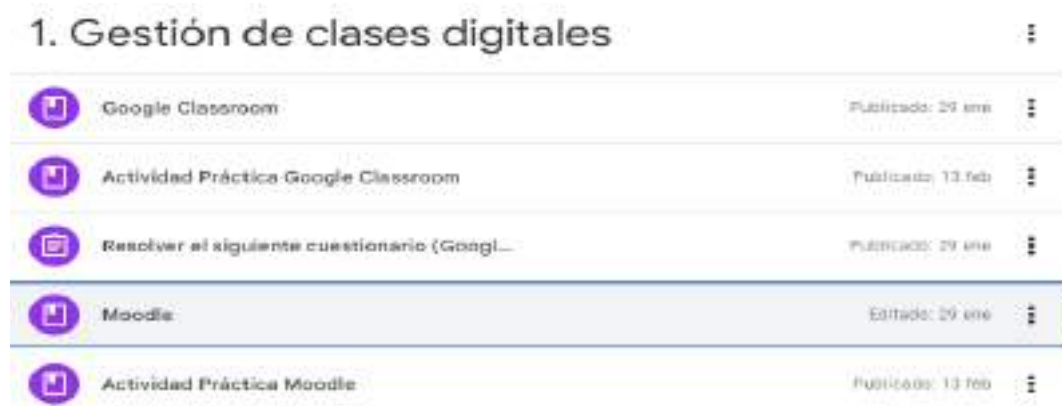 1. Gestión de clases digitales
Google Classroom Publicado: 29 ene
Actividad Práctica Google Classroom Publicado: 13 feb
Resolver el siguiente cuestionario (Googl... Publicado: 29 ene
Moodle Editado: 29 ene
Actividad Práctica Moodle Publicado: 13 feb